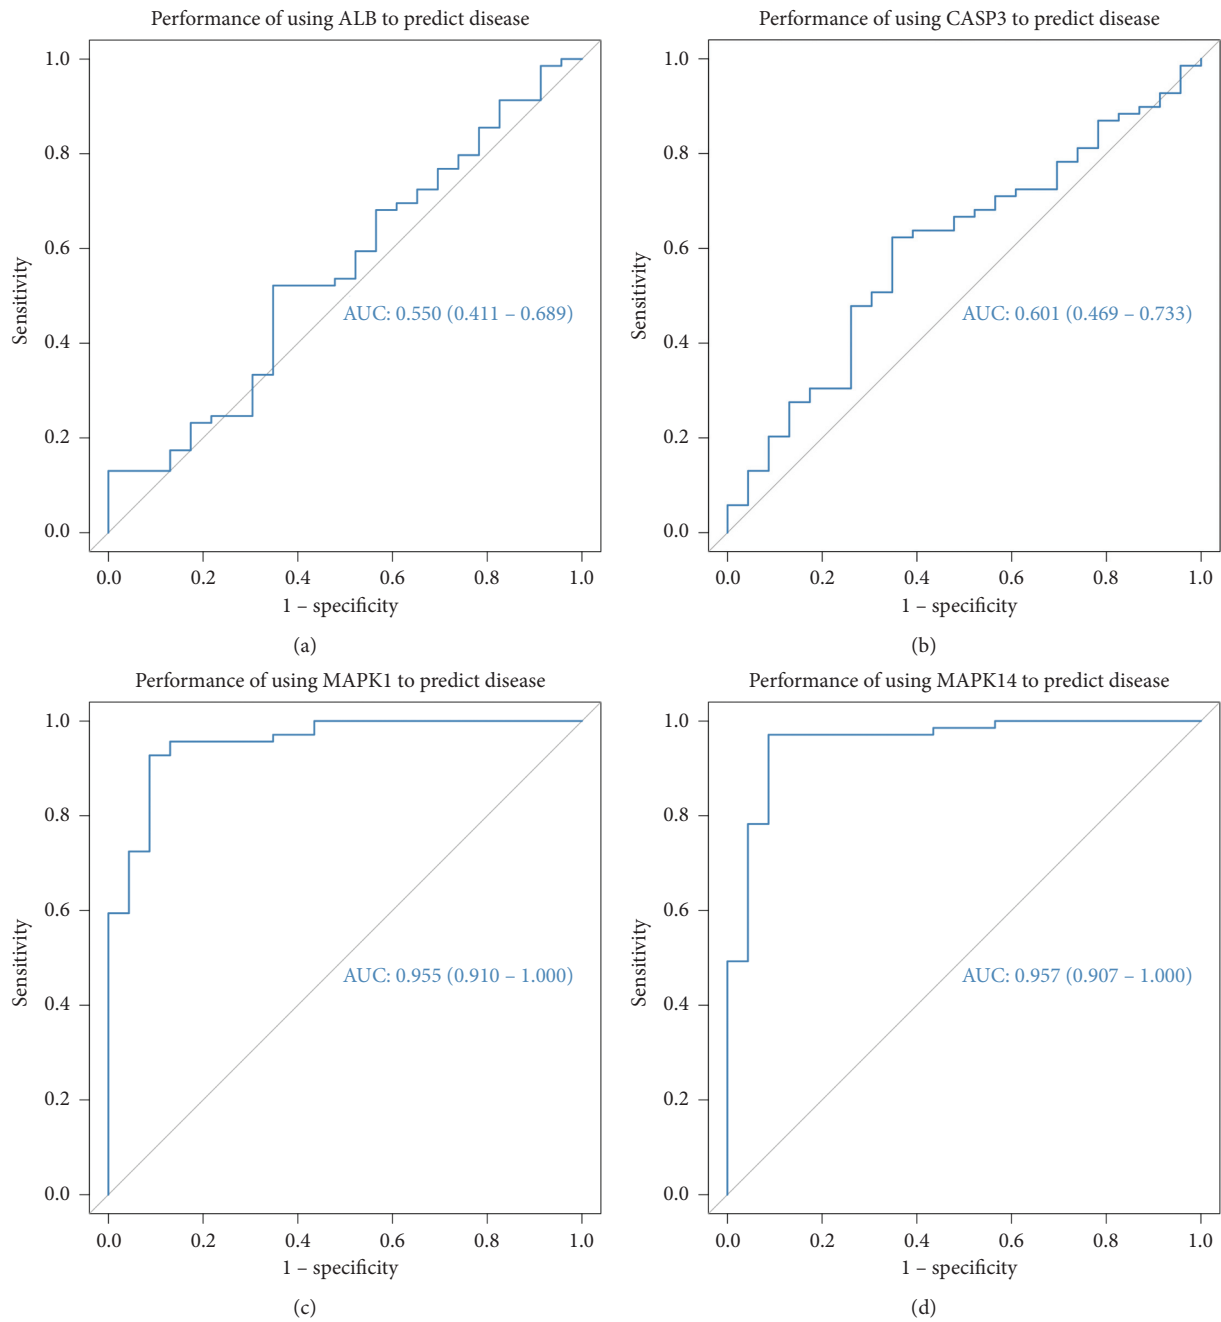 Performance of using ALB to predict disease
1.0
0.8
0.6
0.4
0.2
0.0
Sensitivity
AUC: 0.550 (0.411 – 0.689)
0.0 0.2 0.4 0.6 0.8 1.0
1 – specificity
(a)
Performance of using CASP3 to predict disease
1.0
0.8
0.6
0.4
0.2
0.0
Sensitivity
AUC: 0.601 (0.469 – 0.733)
0.0 0.2 0.4 0.6 0.8 1.0
1 – specificity
(b)
Performance of using MAPK1 to predict disease
1.0
0.8
0.6
0.4
0.2
0.0
Sensitivity
AUC: 0.955 (0.910 – 1.000)
0.0 0.2 0.4 0.6 0.8 1.0
1 – specificity
(c)
Performance of using MAPK14 to predict disease
1.0
0.8
0.6
0.4
0.2
0.0
Sensitivity
AUC: 0.957 (0.907 – 1.000)
0.0 0.2 0.4 0.6 0.8 1.0
1 – specificity
(d)